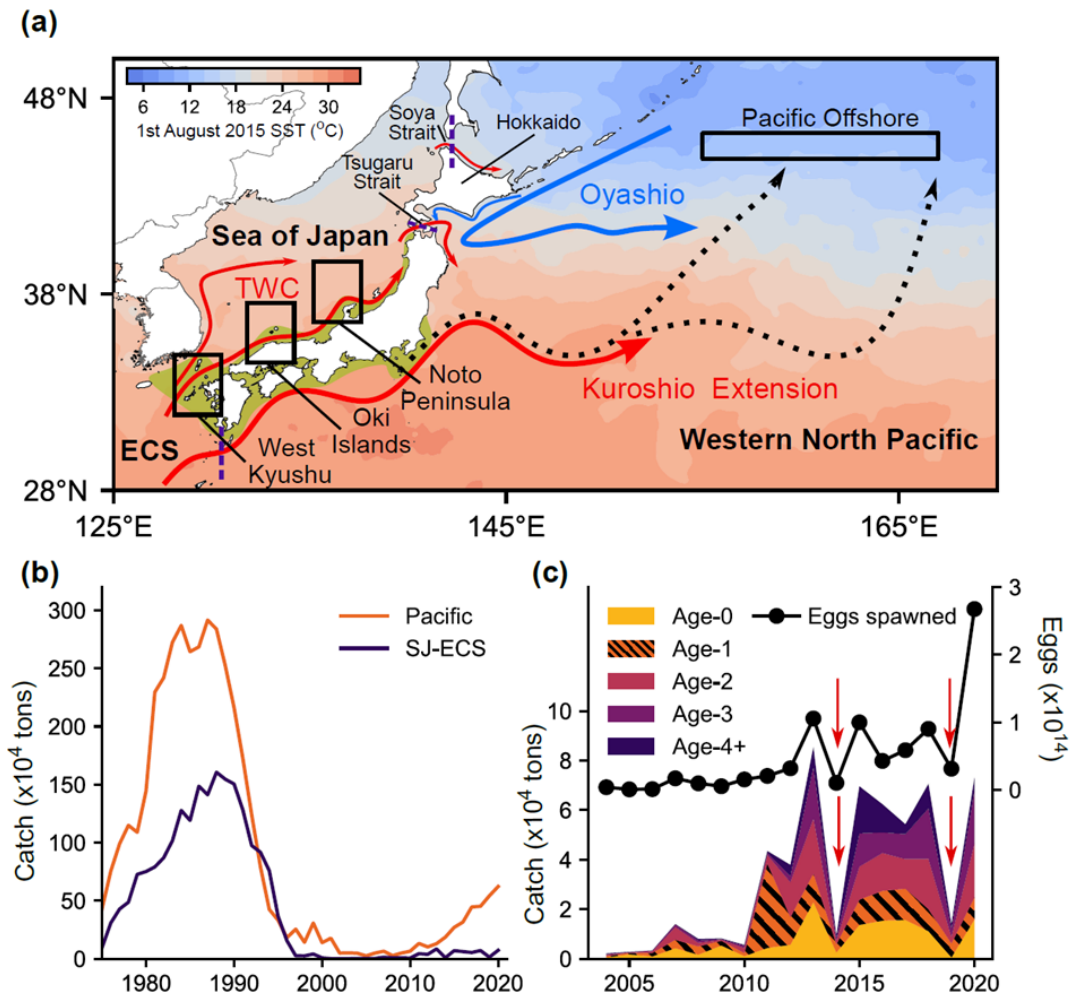 (a)
48°N
38°N
28°N
125°E
145°E
165°E
6 12 18 24 30
1st August 2015 SST (°C)
Soya
Strait
Hokkaido
Tsugaru
Strait
Pacific Offshore
Oyashio
Sea of Japan
TWC
Noto
Peninsula
Oki
Islands
West
Kyushu
ECS
Kuroshio Extension
Western North Pacific
(b)
Catch (x10⁴ tons)
300
250
200
150
100
50
0
1980 1990 2000 2010 2020
Pacific
SJ-ECS
(c)
Catch (x10⁴ tons)
10
8
6
4
2
0
2005 2010 2015 2020
Age-0
Age-1
Age-2
Age-3
Age-4+
Eggs spawned
3
2
1
0
Eggs (x10¹⁴)